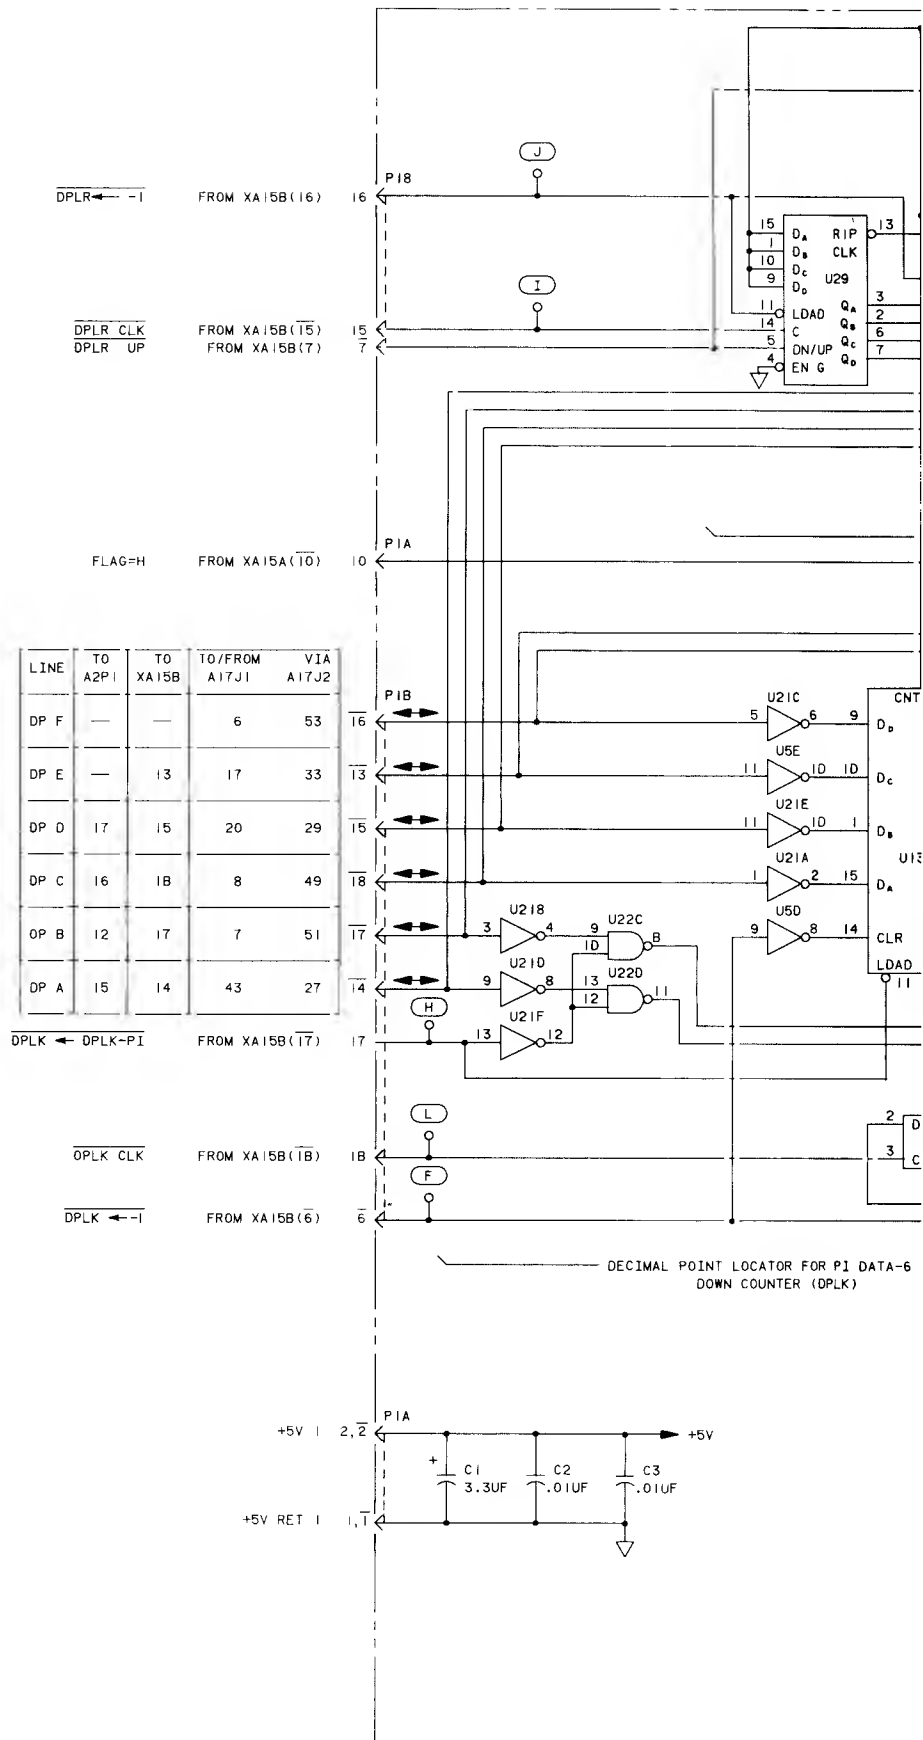 J
P1B
DPLR ← -1 FROM XA15B(16) 16
15 DA RIP 13
1 DB CLK
10 DC U29
9 DD
QA 3
11 LOAD QB 2
14 C QC 6
5 DN/UP QD 7
4 EN G
I
DPLR CLK FROM XA15B(15) 15
DPLR UP FROM XA15B(7) 7
P1A
FLAG=H FROM XA15A(10) 10
LINE TO A2P1 TO XA15B TO/FROM A17J1 VIA A17J2
P1B
DP F — — 6 53 16
DP E — 13 17 33 13
DP D 17 15 20 29 15
DP C 16 18 8 49 18
DP B 12 17 7 51 17
DP A 15 14 43 27 14
U21C CNT
5 6 9 DD
U5E
11 10 10 DC
U21E
11 10 1 DB
U13
U21A
1 2 15 DA
U5D
9 8 14 CLR
LOAD
11
U21B U22C
3 4 9 8
10
U21D U22D
9 8 13 11
12
H
U21F
13 12
DPLK ← DPLK-PI FROM XA15B(17) 17
L
2 D
DPLK CLK FROM XA15B(18) 18
3 C
F
DPLK ← -1 FROM XA15B(6) 6
DECIMAL POINT LOCATOR FOR PI DATA-6
DOWN COUNTER (DPLK)
P1A
+5V 1 2,2 +5V
+ C1 C2 C3
3.3UF .01UF .01UF
+5V RET 1 1,1